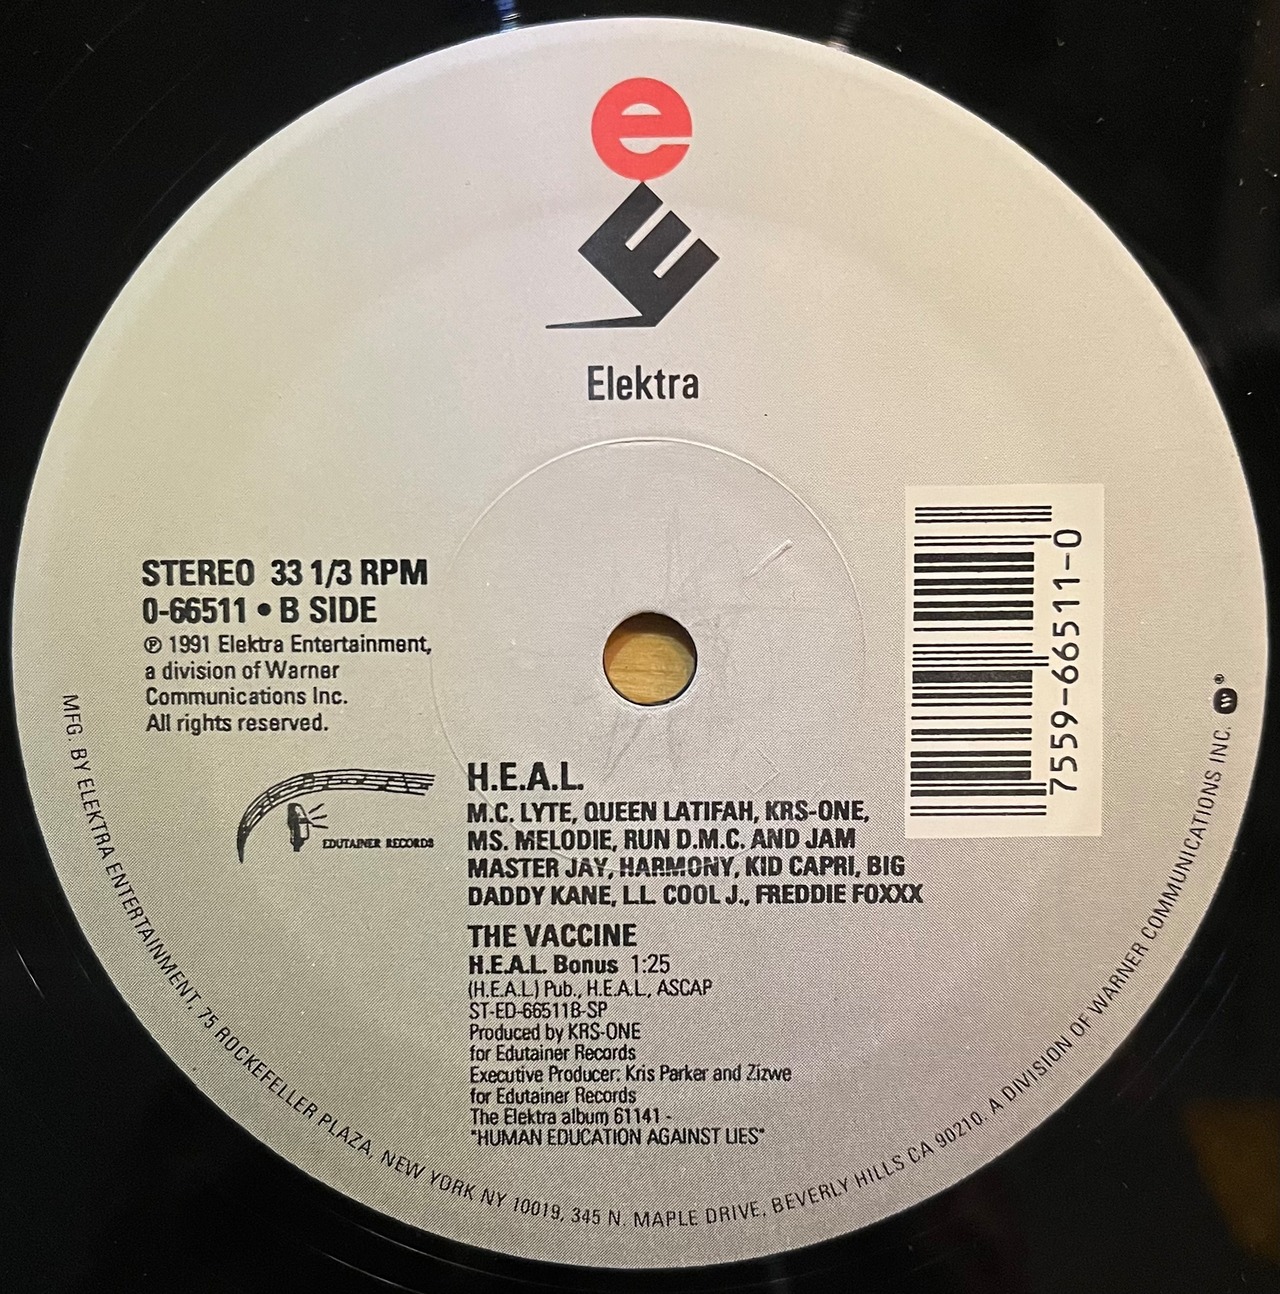 e
E
Elektra
STEREO 33 1/3 RPM
0-66511 • B SIDE
℗ 1991 Elektra Entertainment,
a division of Warner
Communications Inc.
All rights reserved.
EDUTAINER RECORDS
7559-66511-0
H.E.A.L.
M.C. LYTE, QUEEN LATIFAH, KRS-ONE,
MS. MELODIE, RUN D.M.C. AND JAM
MASTER JAY, HARMONY, KID CAPRI, BIG
DADDY KANE, L.L. COOL J., FREDDIE FOXXX
THE VACCINE
H.E.A.L. Bonus 1:25
(H.E.A.L.) Pub., H.E.A.L., ASCAP
ST-ED-66511B-SP
Produced by KRS-ONE
for Edutainer Records
Executive Producer: Kris Parker and Zizwe
for Edutainer Records
The Elektra album 61141 -
"HUMAN EDUCATION AGAINST LIES"
MFG. BY ELEKTRA ENTERTAINMENT, 75 ROCKEFELLER PLAZA, NEW YORK NY 10019, 345 N. MAPLE DRIVE, BEVERLY HILLS CA 90210. A DIVISION OF WARNER COMMUNICATIONS INC. W ®